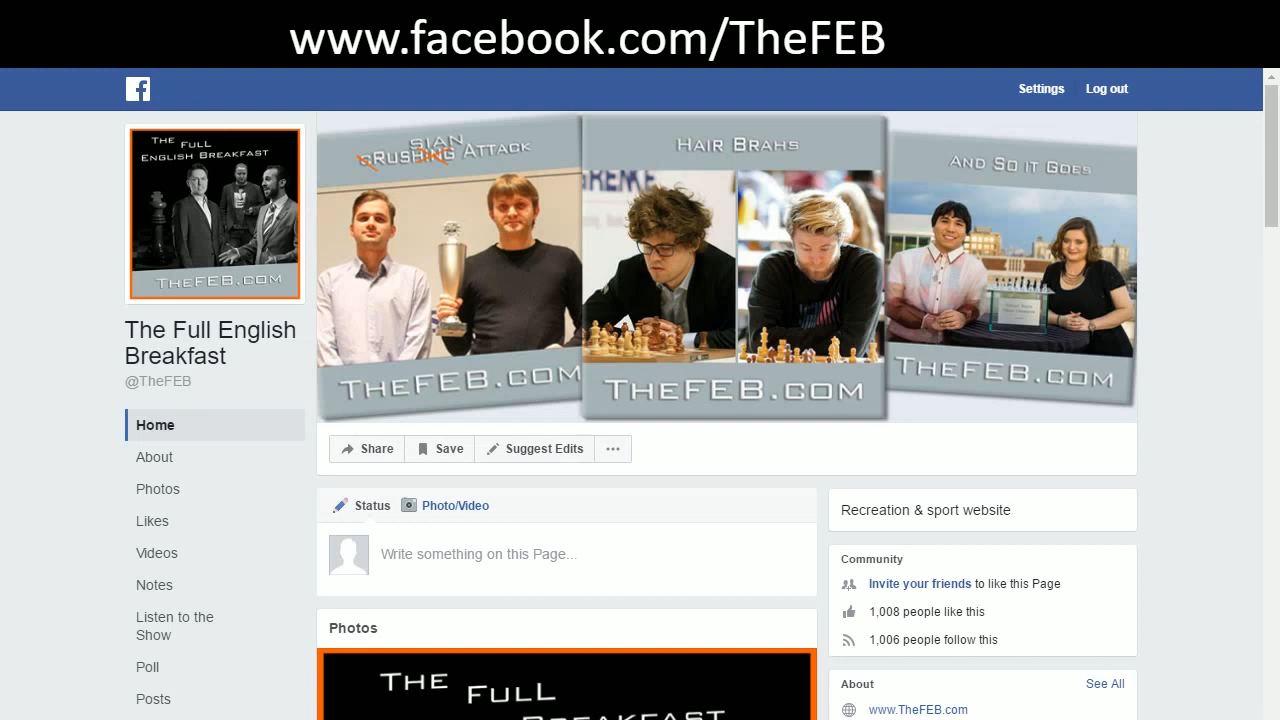 www.facebook.com/TheFEB
Settings
Log out
The Full
English Breakfast
TheFEB.com
The Full English
Breakfast
@TheFEB
Home
About
Photos
Likes
Videos
Notes
Listen to the
Show
Poll
Posts
SIAN
gRushing Attack
TheFEB.com
Hair Brahs
GRENKE
TheFEB.com
And So it Goes
TheFEB.com
Share
Save
Suggest Edits
Status
Photo/Video
Write something on this Page...
Photos
The Full
Breakfast
Recreation & sport website
Community
Invite your friends to like this Page
1,008 people like this
1,006 people follow this
About
See All
www.TheFEB.com